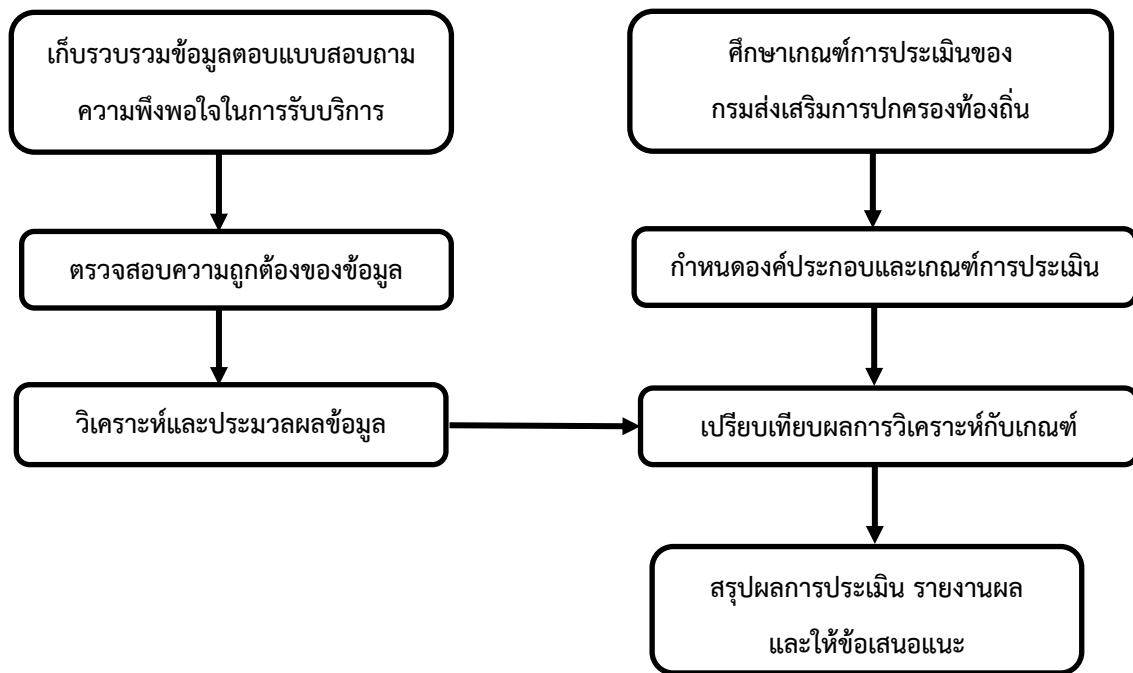 เก็บรวบรวมข้อมูลตอบแบบสอบถาม
ความพึงพอใจในการรับบริการ
ศึกษาเกณฑ์การประเมินของ
กรมส่งเสริมการปกครองท้องถิ่น
ตรวจสอบความถูกต้องของข้อมูล
กำหนดองค์ประกอบและเกณฑ์การประเมิน
วิเคราะห์และประมวลผลข้อมูล
เปรียบเทียบผลการวิเคราะห์กับเกณฑ์
สรุปผลการประเมิน รายงานผล
และให้ข้อเสนอแนะ